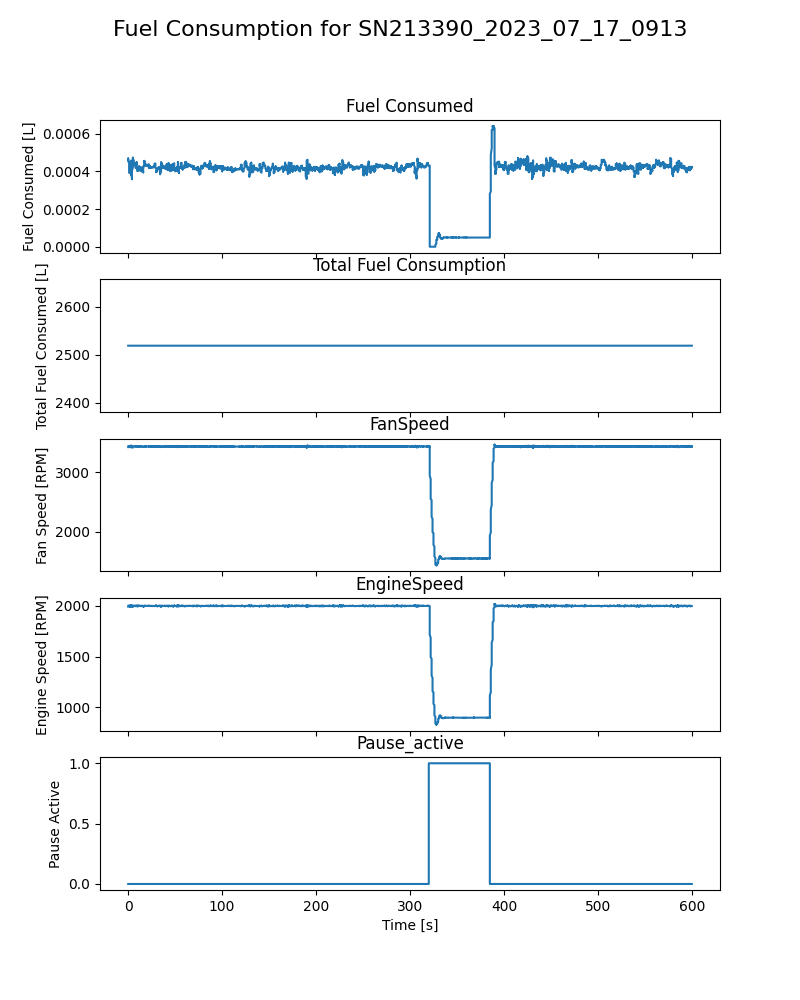 Fuel Consumption for SN213390_2023_07_17_0913
Fuel Consumed
Fuel Consumed [L]
0.0006
0.0004
0.0002
0.0000
Total Fuel Consumption
Total Fuel Consumed [L]
2600
2500
2400
FanSpeed
Fan Speed [RPM]
3000
2000
EngineSpeed
Engine Speed [RPM]
2000
1500
1000
Pause_active
Pause Active
1.0
0.5
0.0
0 100 200 300 400 500 600
Time [s]